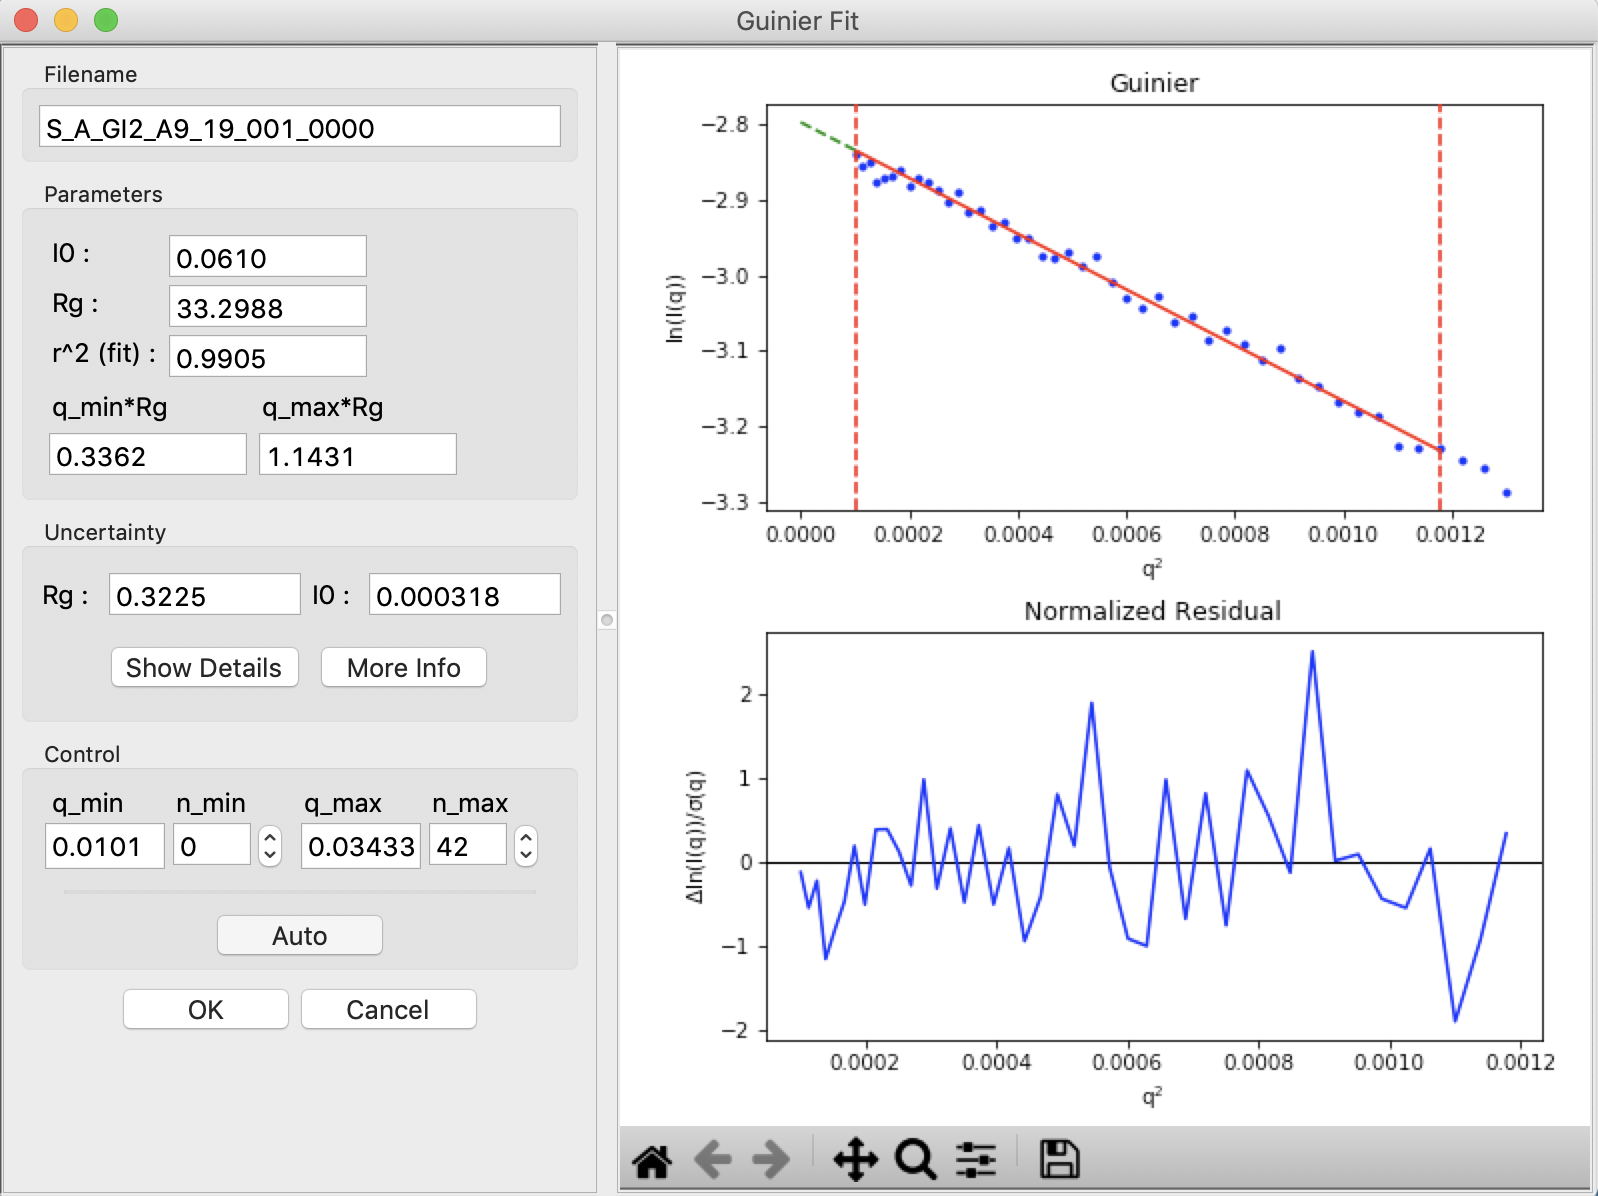 Guinier Fit
Filename
S_A_GI2_A9_19_001_0000
Parameters
I0 :
0.0610
Rg :
33.2988
r^2 (fit) :
0.9905
q_min*Rg
q_max*Rg
0.3362
1.1431
Uncertainty
Rg :
0.3225
I0 :
0.000318
Show Details
More Info
Control
q_min
n_min
q_max
n_max
0.0101
0
0.03433
42
Auto
OK
Cancel
Guinier
ln(I(q))
−2.8
−2.9
−3.0
−3.1
−3.2
−3.3
0.0000
0.0002
0.0004
0.0006
0.0008
0.0010
0.0012
q²
Normalized Residual
Δln(I(q))/σ(q)
2
1
0
−1
−2
0.0002
0.0004
0.0006
0.0008
0.0010
0.0012
q²